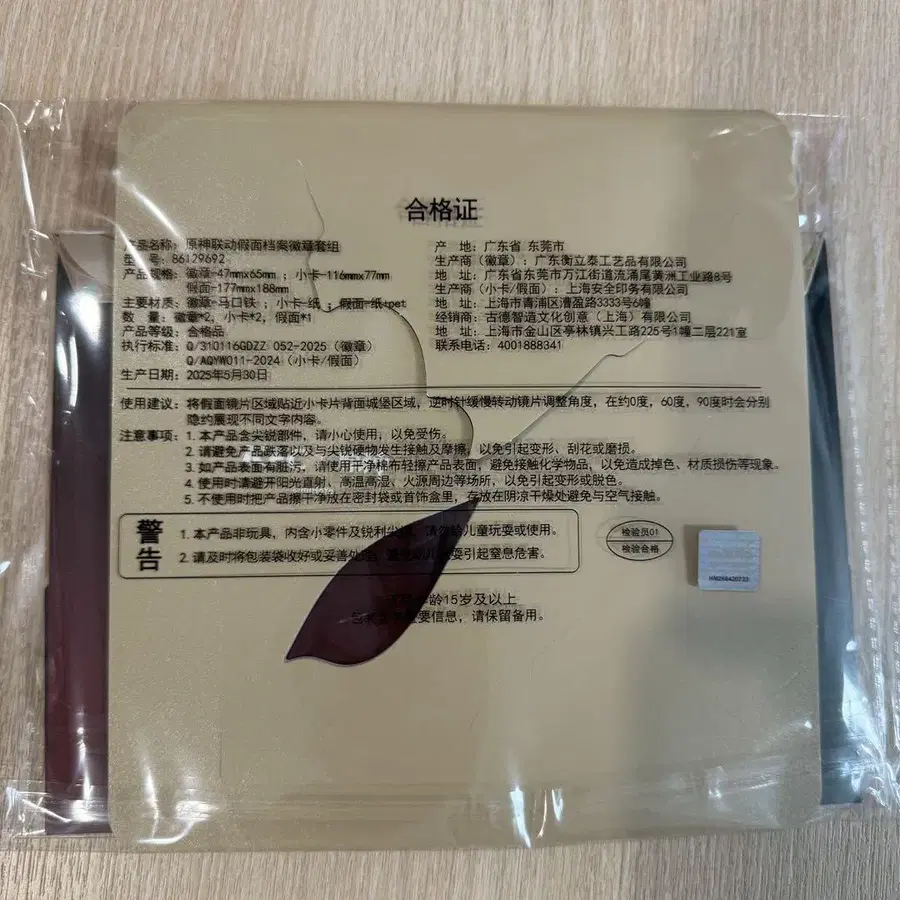 合格证
产品名称：原神联动假面档案徽章套组
型 号：86129692
产品规格：徽章-47mmx65mm ；小卡-116mmx77mm
假面-177mmx188mm
主要材质：徽章-马口铁 ；小卡-纸 ；假面-纸+pet
数 量：徽章*2，小卡*2，假面*1
产品等级：合格品
执行标准：Q/310116GDZZ 052-2025（徽章）
Q/AQYW011-2024（小卡/假面）
生产日期：2025年5月30日
产 地：广东省 东莞市
生产商（徽章）：广东衡立泰工艺品有限公司
地 址：广东省东莞市万江街道流涌尾黄洲工业路8号
生产商（小卡/假面）：上海安全印务有限公司
地 址：上海市青浦区漕盈路3333号6幢
经销商：古德智造文化创意（上海）有限公司
地 址：上海市金山区亭林镇兴工路225号1幢二层221室
联系电话：4001888341
使用建议：将假面镜片区域贴近小卡片背面城堡区域，逆时针缓慢转动镜片调整角度，在约0度，60度，90度时会分别
隐约展现不同文字内容。
注意事项：1. 本产品含尖锐部件，请小心使用，以免受伤。
2. 请避免产品跌落以及与尖锐硬物发生接触及摩擦，以免引起变形、刮花或磨损。
3. 如产品表面有脏污，请使用干净棉布轻擦产品表面，避免接触化学物品，以免造成掉色、材质损伤等现象。
4. 使用时请避开阳光直射、高温高湿、火源周边等场所，以免引起变形或脱色。
5. 不使用时把产品擦干净放在密封袋或首饰盒里，存放在阴凉干燥处避免与空气接触。
警告
1. 本产品非玩具，内含小零件及锐利尖端，请勿给儿童玩耍或使用。
2. 请及时将包装袋收好或妥善处理，避免幼儿玩耍引起窒息危害。
检验员01
检验合格
HM268420733
年龄15岁及以上
重要信息，请保留备用。